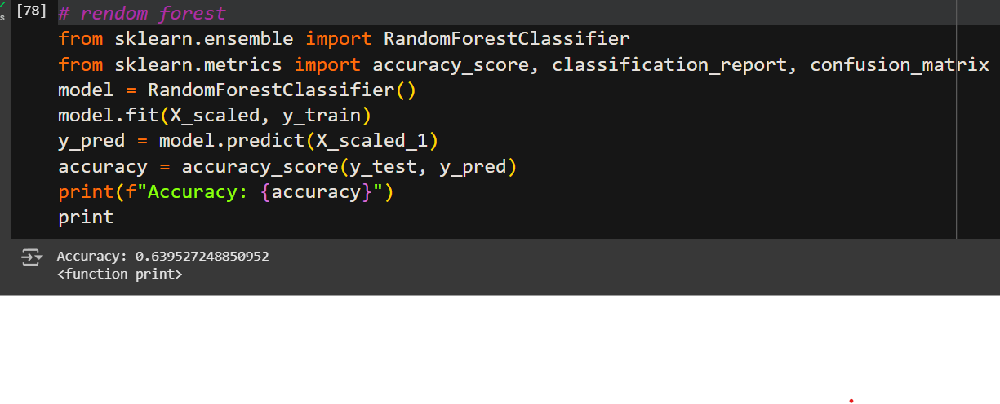 [78] # rendom forest
from sklearn.ensemble import RandomForestClassifier
s from sklearn.metrics import accuracy_score, classification_report, confusion_matrix
model = RandomForestClassifier()
model.fit(X_scaled, y_train)
y_pred = model.predict(X_scaled_1)
accuracy = accuracy_score(y_test, y_pred)
print(f"Accuracy: {accuracy}")
print
Accuracy: 0.639527248850952
<function print>